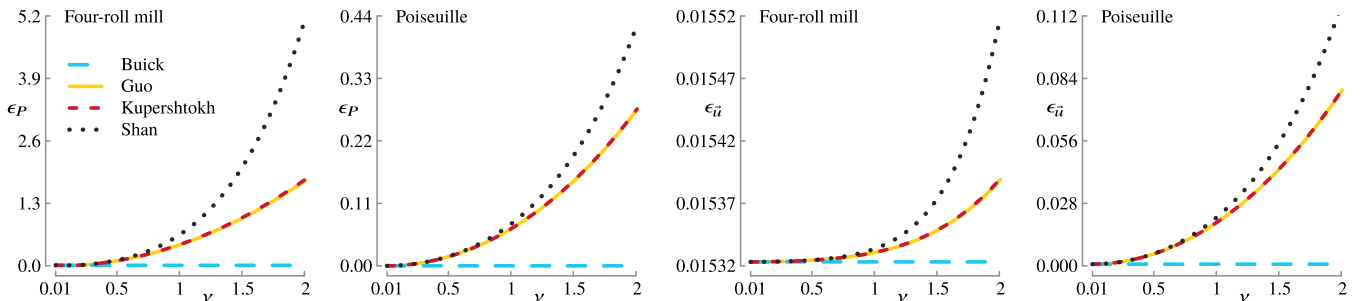 Four-roll mill
5.2
3.9
ϵP
2.6
1.3
0.0
0.01 0.5 1 1.5 2
ν
Buick
Guo
Kupershtokh
Shan
Poiseuille
0.44
0.33
ϵP
0.22
0.11
0.00
0.01 0.5 1 1.5 2
ν
Four-roll mill
0.01552
0.01547
ϵu⃗
0.01542
0.01537
0.01532
0.01 0.5 1 1.5 2
ν
Poiseuille
0.112
0.084
ϵu⃗
0.056
0.028
0.000
0.01 0.5 1 1.5 2
ν